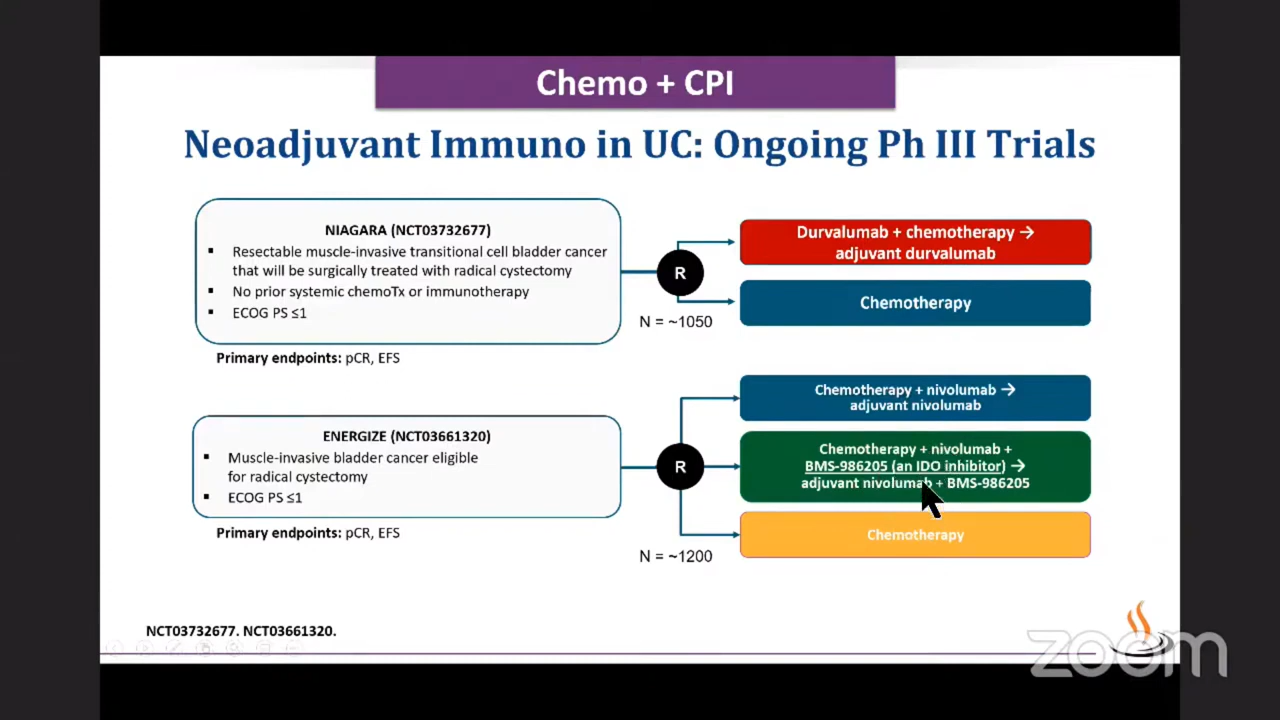 Chemo + CPI
Neoadjuvant Immuno in UC: Ongoing Ph III Trials
NIAGARA (NCT03732677)
▪ Resectable muscle-invasive transitional cell bladder cancer
that will be surgically treated with radical cystectomy
▪ No prior systemic chemoTx or immunotherapy
▪ ECOG PS ≤1
Primary endpoints: pCR, EFS
R
N = ~1050
Durvalumab + chemotherapy →
adjuvant durvalumab
Chemotherapy
ENERGIZE (NCT03661320)
▪ Muscle-invasive bladder cancer eligible
for radical cystectomy
▪ ECOG PS ≤1
Primary endpoints: pCR, EFS
R
N = ~1200
Chemotherapy + nivolumab →
adjuvant nivolumab
Chemotherapy + nivolumab +
BMS-986205 (an IDO inhibitor) →
adjuvant nivolumab + BMS-986205
Chemotherapy
NCT03732677. NCT03661320.
zoom